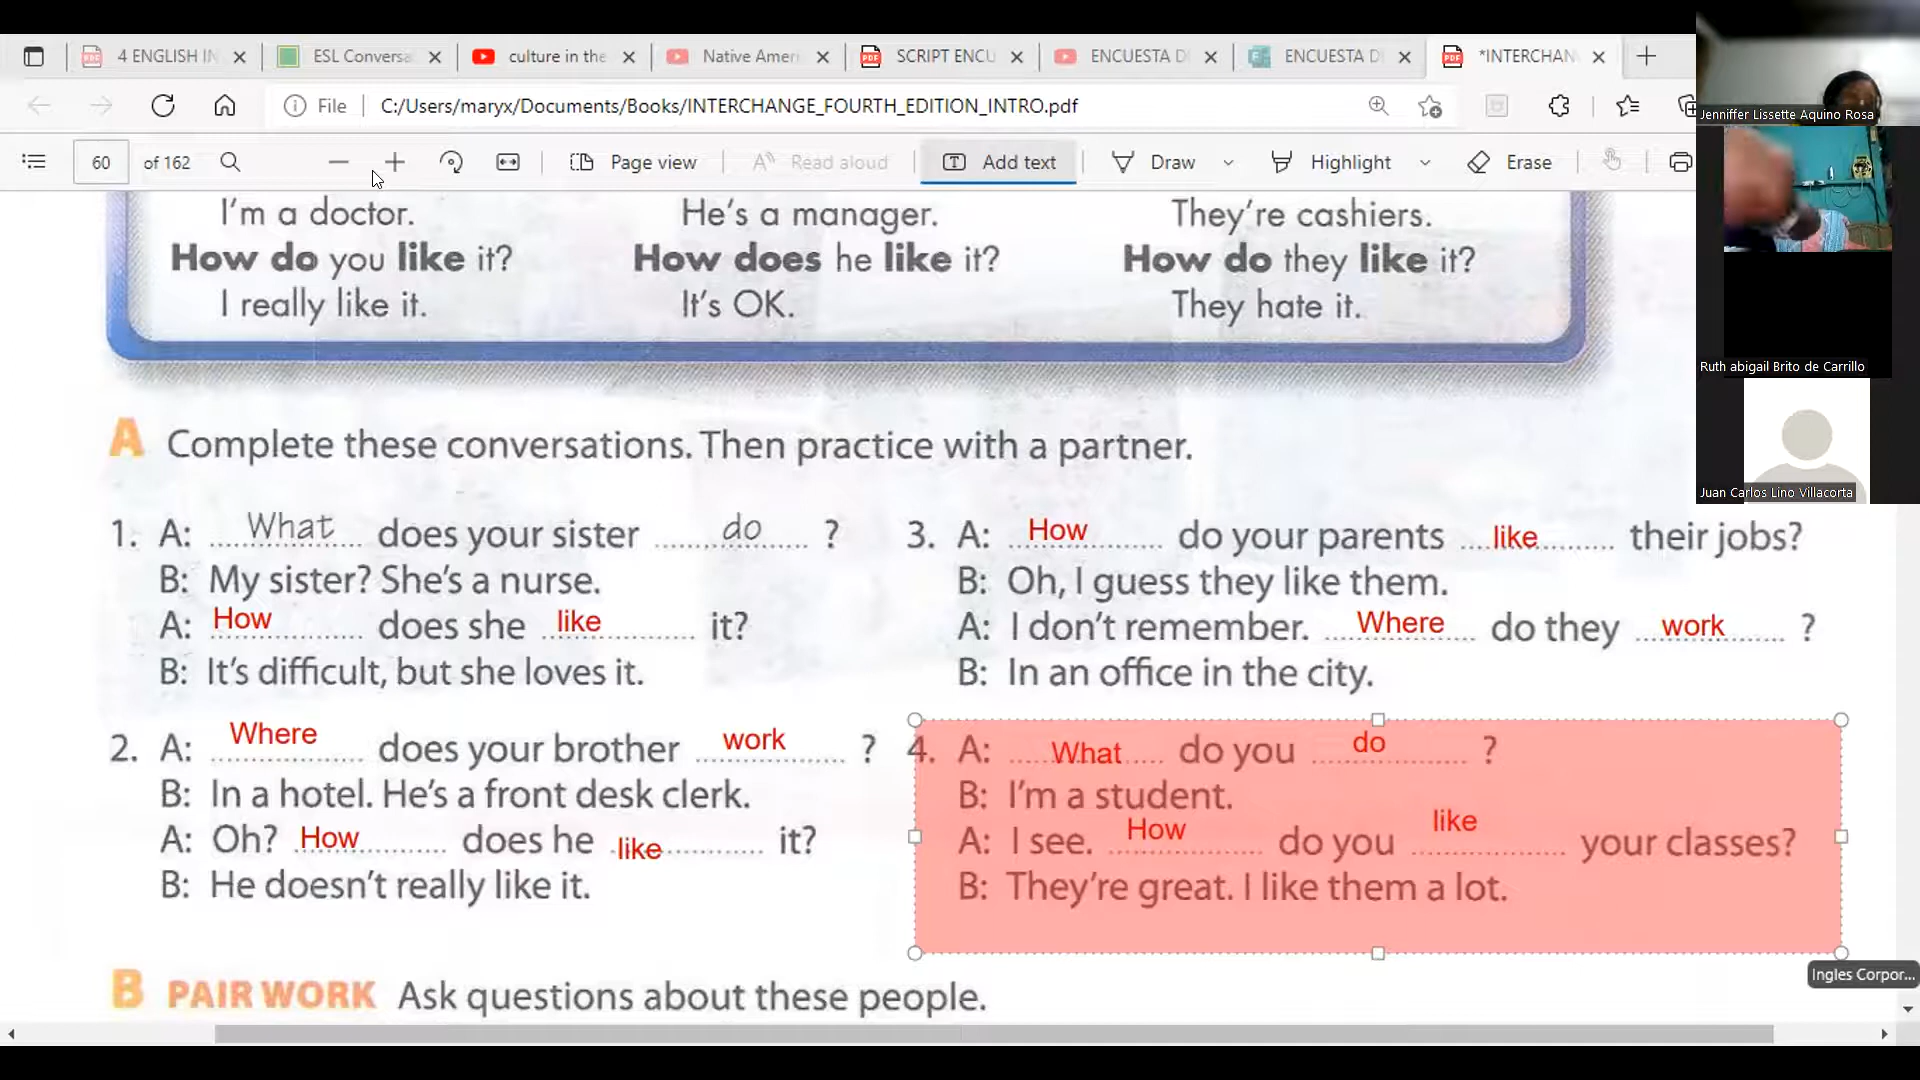 4 ENGLISH IN
ESL Conversa
culture in the
Native Ameri
SCRIPT ENCU
ENCUESTA D
ENCUESTA D
*INTERCHAN
File
C:/Users/maryx/Documents/Books/INTERCHANGE_FOURTH_EDITION_INTRO.pdf
60 of 162
Page view
Read aloud
Add text
Draw
Highlight
Erase
Jenniffer Lissette Aquino Rosa
Ruth abigail Brito de Carrillo
Juan Carlos Lino Villacorta
I'm a doctor.
How do you like it?
I really like it.
He's a manager.
How does he like it?
It's OK.
They're cashiers.
How do they like it?
They hate it.
A Complete these conversations. Then practice with a partner.
1. A: What does your sister do ?
B: My sister? She's a nurse.
A: How does she like it?
B: It's difficult, but she loves it.
2. A: Where does your brother work ?
B: In a hotel. He's a front desk clerk.
A: Oh? How does he like it?
B: He doesn't really like it.
3. A: How do your parents like their jobs?
B: Oh, I guess they like them.
A: I don't remember. Where do they work ?
B: In an office in the city.
4. A: What do you do ?
B: I'm a student.
A: I see. How do you like your classes?
B: They're great. I like them a lot.
Ingles Corpor...
B PAIR WORK Ask questions about these people.